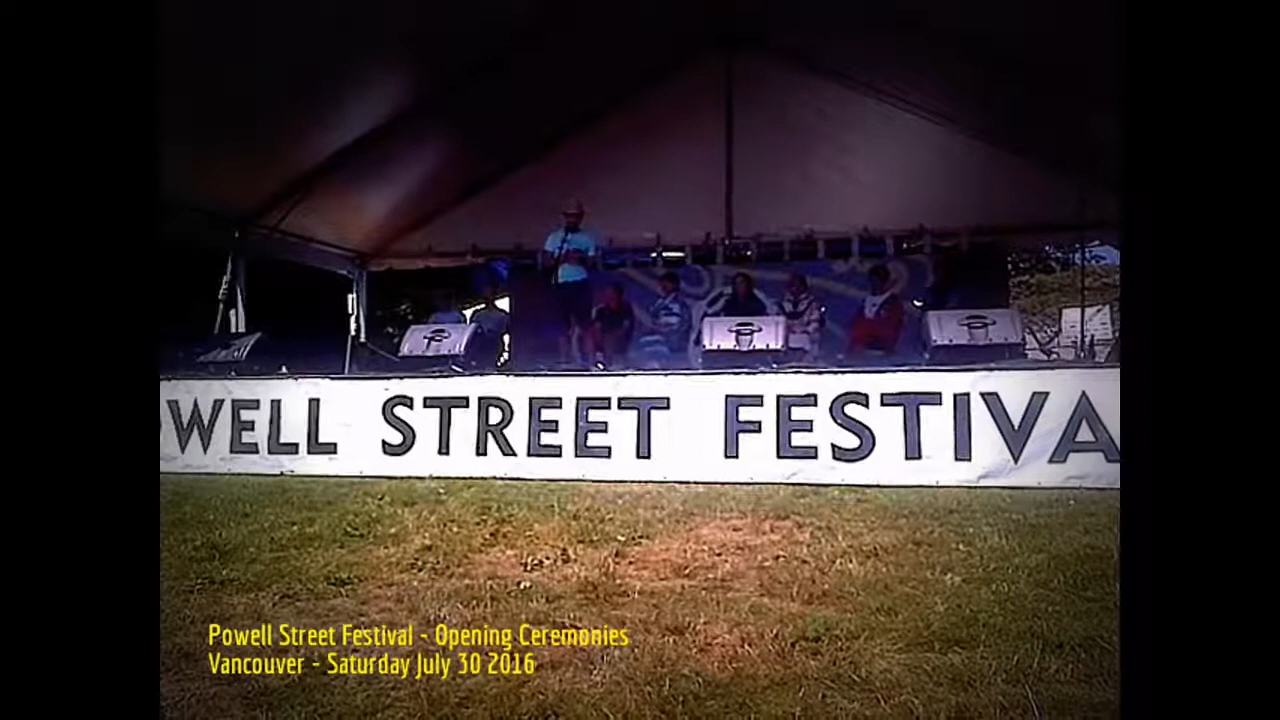 WELL STREET FESTIVA
Powell Street Festival - Opening Ceremonies
Vancouver - Saturday July 30 2016